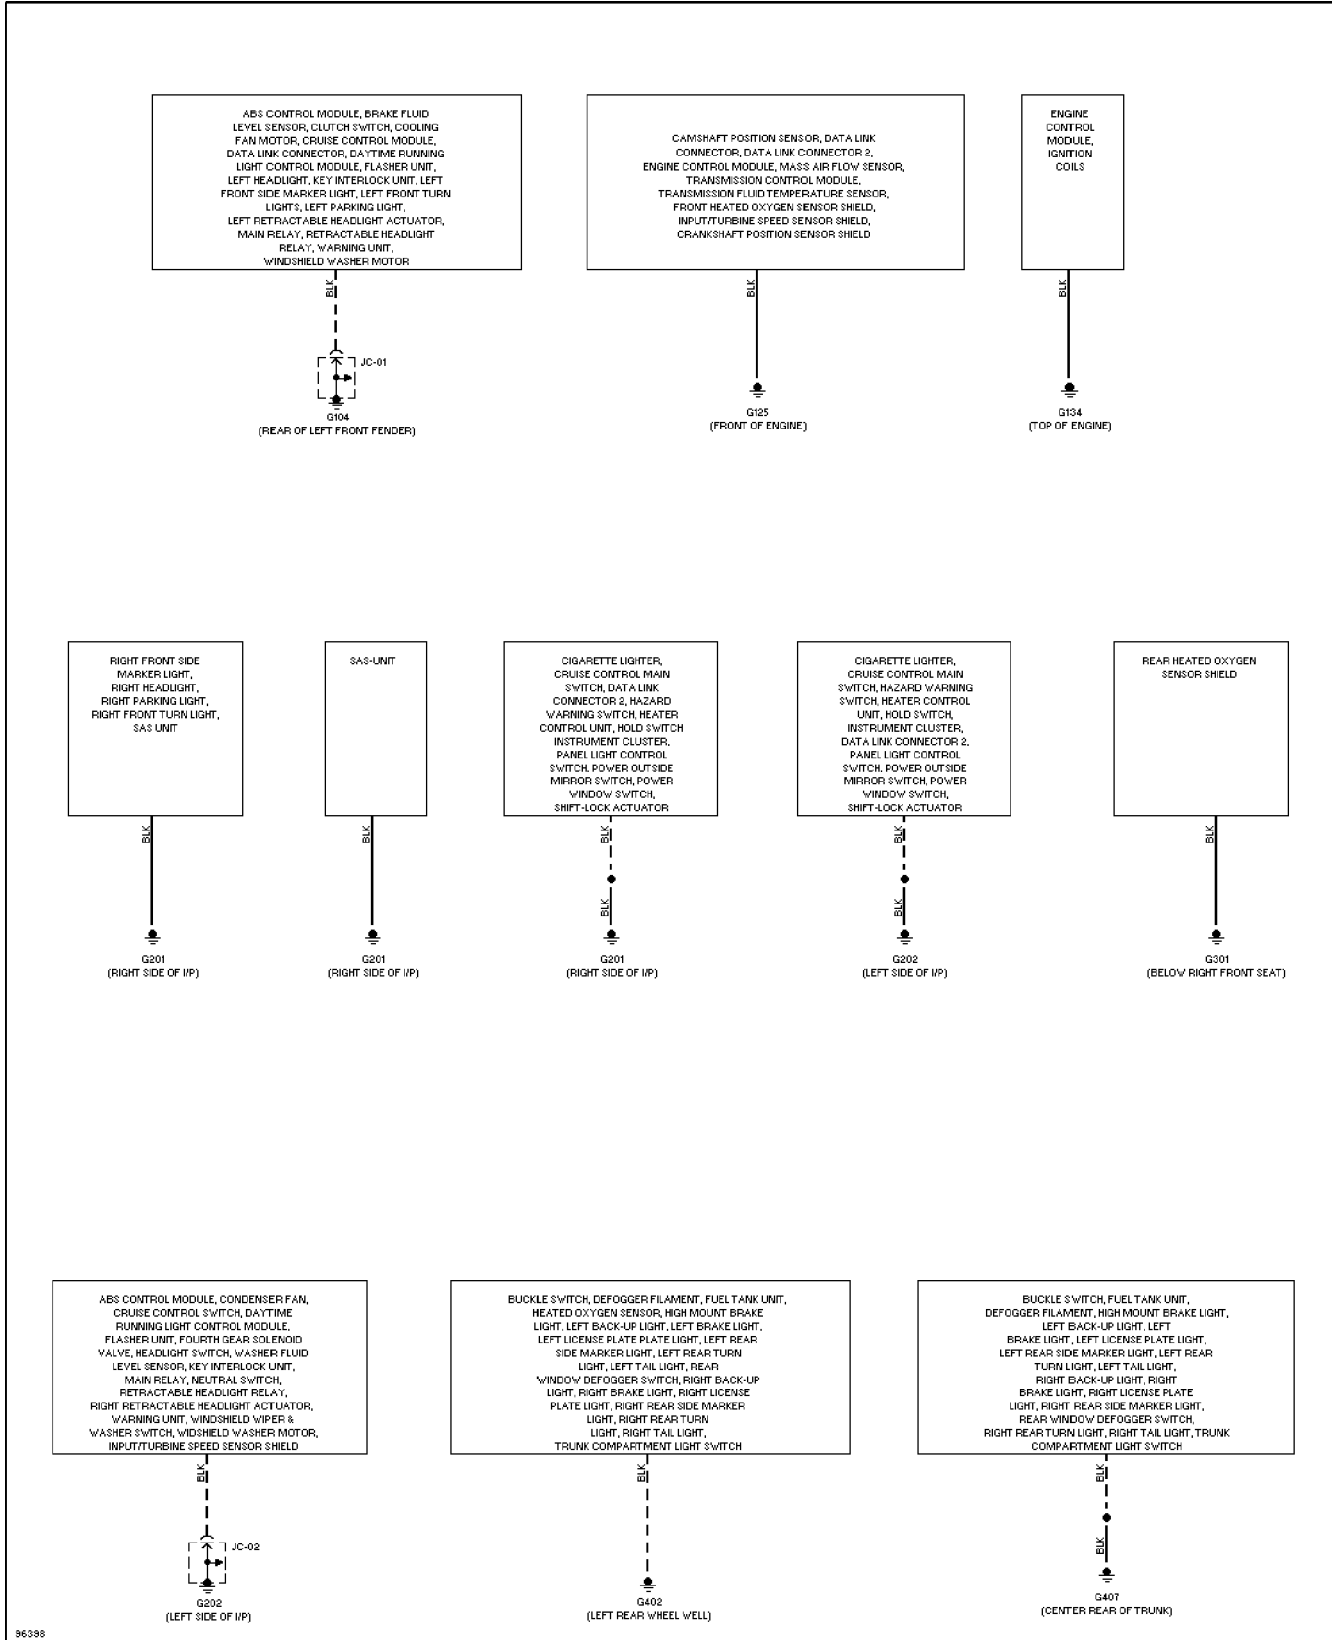 ABS CONTROL MODULE, BRAKE FLUID
LEVEL SENSOR, CLUTCH SWITCH, COOLING
FAN MOTOR, CRUISE CONTROL MODULE,
DATA LINK CONNECTOR, DAYTIME RUNNING
LIGHT CONTROL MODULE, FLASHER UNIT,
LEFT HEADLIGHT, KEY INTERLOCK UNIT, LEFT
FRONT SIDE MARKER LIGHT, LEFT FRONT TURN
LIGHTS, LEFT PARKING LIGHT,
LEFT RETRACTABLE HEADLIGHT ACTUATOR,
MAIN RELAY, RETRACTABLE HEADLIGHT
RELAY, WARNING UNIT,
WINDSHIELD WASHER MOTOR
BLK
JC-01
G104
(REAR OF LEFT FRONT FENDER)
CAMSHAFT POSITION SENSOR, DATA LINK
CONNECTOR, DATA LINK CONNECTOR 2,
ENGINE CONTROL MODULE, MASS AIR FLOW SENSOR,
TRANSMISSION CONTROL MODULE,
TRANSMISSION FLUID TEMPERATURE SENSOR,
FRONT HEATED OXYGEN SENSOR SHIELD,
INPUT/TURBINE SPEED SENSOR SHIELD,
CRANKSHAFT POSITION SENSOR SHIELD
BLK
G125
(FRONT OF ENGINE)
ENGINE
CONTROL
MODULE,
IGNITION
COILS
BLK
G134
(TOP OF ENGINE)
RIGHT FRONT SIDE
MARKER LIGHT,
RIGHT HEADLIGHT,
RIGHT PARKING LIGHT,
RIGHT FRONT TURN LIGHT,
SAS UNIT
BLK
G201
(RIGHT SIDE OF I/P)
SAS-UNIT
BLK
G201
(RIGHT SIDE OF I/P)
CIGARETTE LIGHTER,
CRUISE CONTROL MAIN
SWITCH, DATA LINK
CONNECTOR 2, HAZARD
WARNING SWITCH, HEATER
CONTROL UNIT, HOLD SWITCH
INSTRUMENT CLUSTER,
PANEL LIGHT CONTROL
SWITCH, POWER OUTSIDE
MIRROR SWITCH, POWER
WINDOW SWITCH,
SHIFT-LOCK ACTUATOR
BLK
BLK
G201
(RIGHT SIDE OF I/P)
CIGARETTE LIGHTER,
CRUISE CONTROL MAIN
SWITCH, HAZARD WARNING
SWITCH, HEATER CONTROL
UNIT, HOLD SWITCH,
INSTRUMENT CLUSTER,
DATA LINK CONNECTOR 2,
PANEL LIGHT CONTROL
SWITCH, POWER OUTSIDE
MIRROR SWITCH, POWER
WINDOW SWITCH,
SHIFT-LOCK ACTUATOR
BLK
BLK
G202
(LEFT SIDE OF I/P)
REAR HEATED OXYGEN
SENSOR SHIELD
BLK
G301
(BELOW RIGHT FRONT SEAT)
ABS CONTROL MODULE, CONDENSER FAN,
CRUISE CONTROL SWITCH, DAYTIME
RUNNING LIGHT CONTROL MODULE,
FLASHER UNIT, FOURTH GEAR SOLENOID
VALVE, HEADLIGHT SWITCH, WASHER FLUID
LEVEL SENSOR, KEY INTERLOCK UNIT,
MAIN RELAY, NEUTRAL SWITCH,
RETRACTABLE HEADLIGHT RELAY,
RIGHT RETRACTABLE HEADLIGHT ACTUATOR,
WARNING UNIT, WINDSHIELD WIPER &
WASHER SWITCH, WIDSHIELD WASHER MOTOR,
INPUT/TURBINE SPEED SENSOR SHIELD
BLK
JC-02
G202
(LEFT SIDE OF I/P)
BUCKLE SWITCH, DEFOGGER FILAMENT, FUEL TANK UNIT,
HEATED OXYGEN SENSOR, HIGH MOUNT BRAKE
LIGHT, LEFT BACK-UP LIGHT, LEFT BRAKE LIGHT,
LEFT LICENSE PLATE PLATE LIGHT, LEFT REAR
SIDE MARKER LIGHT, LEFT REAR TURN
LIGHT, LEFT TAIL LIGHT, REAR
WINDOW DEFOGGER SWITCH, RIGHT BACK-UP
LIGHT, RIGHT BRAKE LIGHT, RIGHT LICENSE
PLATE LIGHT, RIGHT REAR SIDE MARKER
LIGHT, RIGHT REAR TURN
LIGHT, RIGHT TAIL LIGHT,
TRUNK COMPARTMENT LIGHT SWITCH
BLK
G402
(LEFT REAR WHEEL WELL)
BUCKLE SWITCH, FUEL TANK UNIT,
DEFOGGER FILAMENT, HIGH MOUNT BRAKE LIGHT,
LEFT BACK-UP LIGHT, LEFT
BRAKE LIGHT, LEFT LICENSE PLATE LIGHT,
LEFT REAR SIDE MARKER LIGHT, LEFT REAR
TURN LIGHT, LEFT TAIL LIGHT,
RIGHT BACK-UP LIGHT, RIGHT
BRAKE LIGHT, RIGHT LICENSE PLATE
LIGHT, RIGHT REAR SIDE MARKER LIGHT,
REAR WINDOW DEFOGGER SWITCH,
RIGHT REAR TURN LIGHT, RIGHT TAIL LIGHT, TRUNK
COMPARTMENT LIGHT SWITCH
BLK
BLK
G407
(CENTER REAR OF TRUNK)
96398